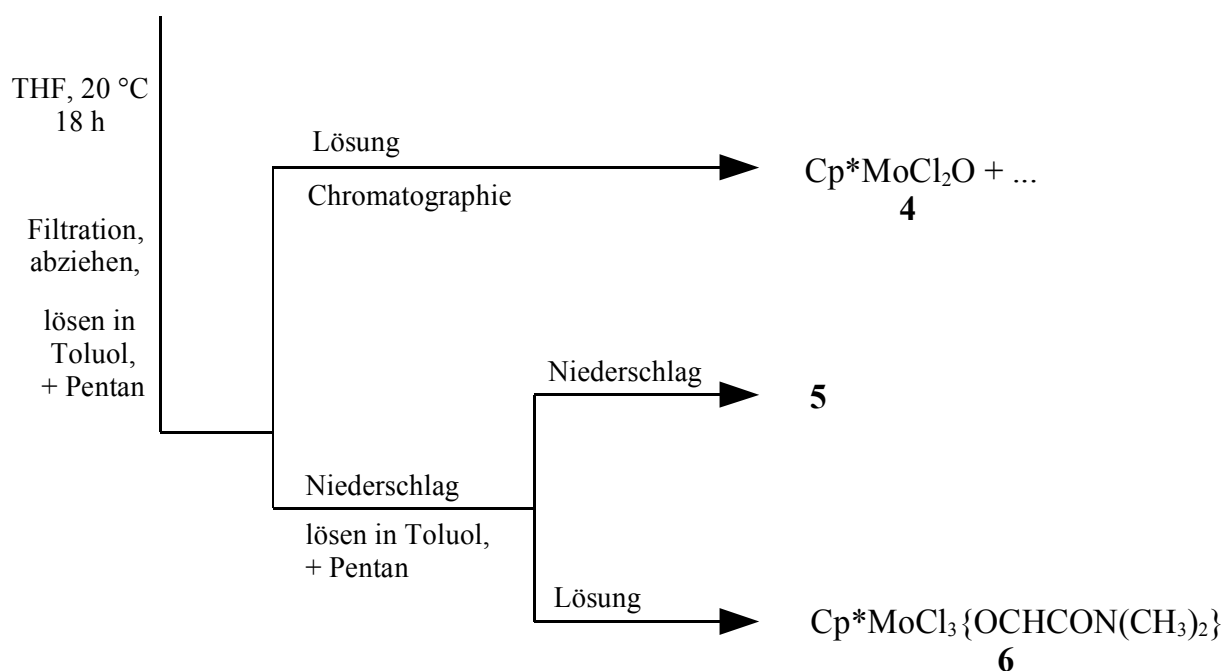 THF, 20 °C
18 h
Lösung
Chromatographie
Cp*MoCl₂O + ...
4
Filtration,
abziehen,
lösen in
Toluol,
+ Pentan
Niederschlag
5
Niederschlag
lösen in Toluol,
+ Pentan
Lösung
Cp*MoCl₃{OCHCON(CH₃)₂}
6